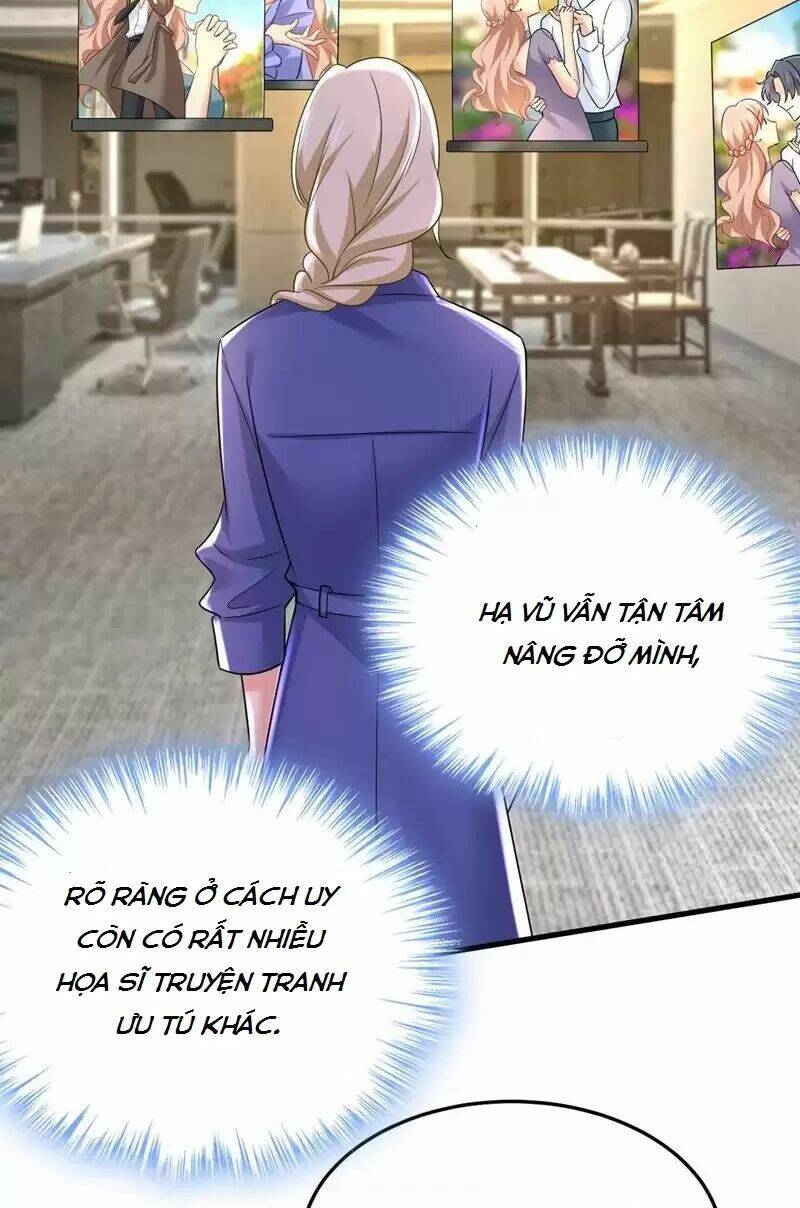 HẠ VŨ VẪN TẬN TÂM
NÂNG ĐỠ MÌNH,
RÕ RÀNG Ở CÁCH UY
CÒN CÓ RẤT NHIỀU
HỌA SĨ TRUYỆN TRANH
ƯU TÚ KHÁC.